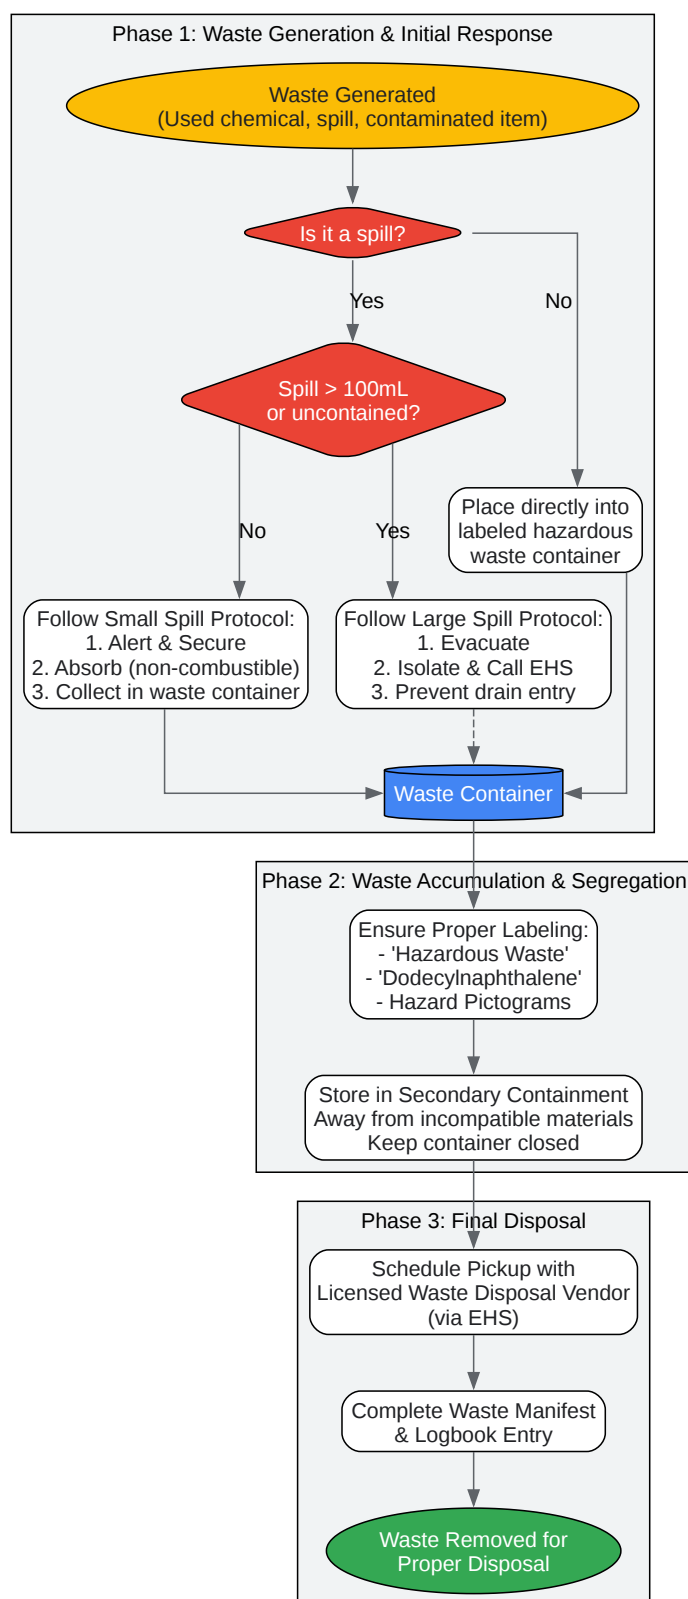 Phase 1: Waste Generation & Initial Response
Waste Generated
(Used chemical, spill, contaminated item)
Is it a spill?
Yes
No
Spill > 100mL
or uncontained?
Place directly into
labeled hazardous
waste container
No
Yes
Follow Small Spill Protocol:
1. Alert & Secure
2. Absorb (non-combustible)
3. Collect in waste container
Follow Large Spill Protocol:
1. Evacuate
2. Isolate & Call EHS
3. Prevent drain entry
Waste Container
Phase 2: Waste Accumulation & Segregation
Ensure Proper Labeling:
- 'Hazardous Waste'
- 'Dodecylnaphthalene'
- Hazard Pictograms
Store in Secondary Containment
Away from incompatible materials
Keep container closed
Phase 3: Final Disposal
Schedule Pickup with
Licensed Waste Disposal Vendor
(via EHS)
Complete Waste Manifest
& Logbook Entry
Waste Removed for
Proper Disposal